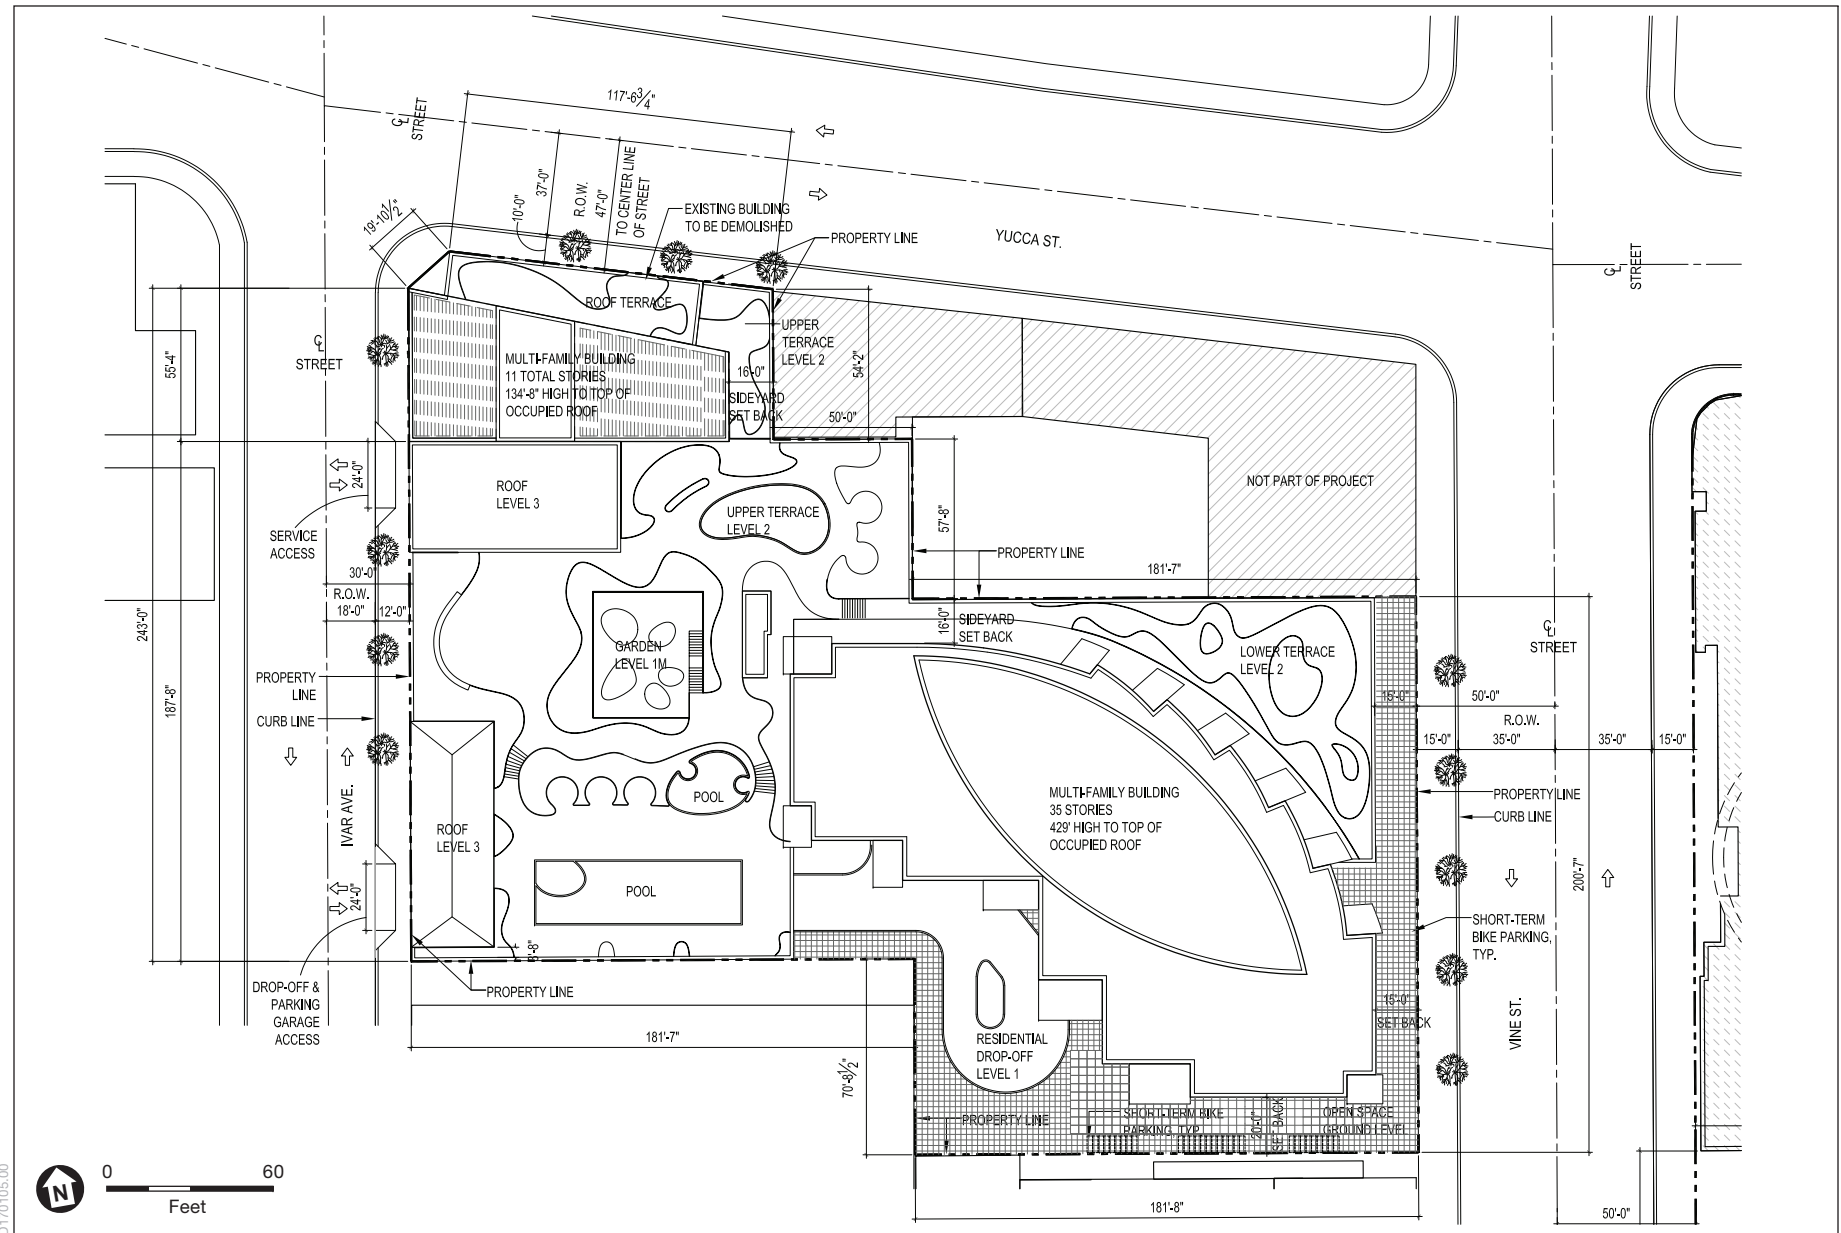 117'-6 3/4"
℄
STREET
10'-0"
37'-0"
R.O.W.
47'-0"
TO CENTER LINE
OF STREET
19'-10 1/2"
EXISTING BUILDING
TO BE DEMOLISHED
PROPERTY LINE
YUCCA ST.
℄
STREET
℄
STREET
55'-4"
ROOF TERRACE
UPPER
TERRACE
LEVEL 2
54'-2"
MULTI-FAMILY BUILDING
11 TOTAL STORIES
134'-8" HIGH TO TOP OF
OCCUPIED ROOF
16'-0"
SIDEYARD
SET BACK
50'-0"
24'-0"
SERVICE
ACCESS
ROOF
LEVEL 3
UPPER TERRACE
LEVEL 2
57'-8"
NOT PART OF PROJECT
PROPERTY LINE
181'-7"
30'-0"
R.O.W.
18'-0"
12'-0"
243'-0"
187'-8"
16'-0"
SIDEYARD
SET BACK
GARDEN
LEVEL 1M
LOWER TERRACE
LEVEL 2
℄
STREET
PROPERTY
LINE
CURB LINE
15'-0"
50'-0"
R.O.W.
15'-0"
35'-0"
35'-0"
15'-0"
IVAR AVE.
POOL
MULTI-FAMILY BUILDING
35 STORIES
429' HIGH TO TOP OF
OCCUPIED ROOF
PROPERTY LINE
CURB LINE
ROOF
LEVEL 3
24'-0"
POOL
200'-7"
SHORT-TERM
BIKE PARKING,
TYP.
DROP-OFF &
PARKING
GARAGE
ACCESS
PROPERTY LINE
15'-0"
SET BACK
VINE ST.
181'-7"
RESIDENTIAL
DROP-OFF
LEVEL 1
70'-8 1/2"
PROPERTY LINE
SHORT-TERM BIKE
PARKING, TYP.
20'-0"
SET BACK
OPEN SPACE
GROUND LEVEL
N
0 60
Feet
181'-8"
50'-0"
D170105.00